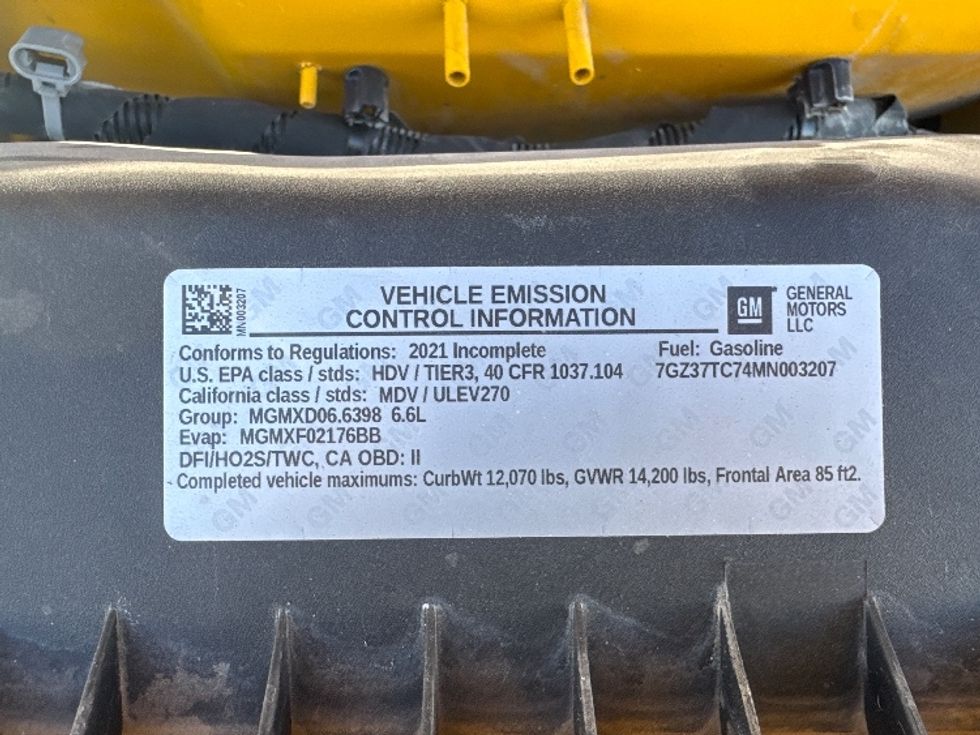 VEHICLE EMISSION
CONTROL INFORMATION
GM
GENERAL
MOTORS
LLC
MN003207
Conforms to Regulations: 2021 Incomplete
Fuel: Gasoline
U.S. EPA class / stds: HDV / TIER3, 40 CFR 1037.104 7GZ37TC74MN003207
California class / stds: MDV / ULEV270
Group: MGMXD06.6398 6.6L
Evap: MGMXF02176BB
DFI/HO2S/TWC, CA OBD: II
Completed vehicle maximums: CurbWt 12,070 lbs, GVWR 14,200 lbs, Frontal Area 85 ft2.